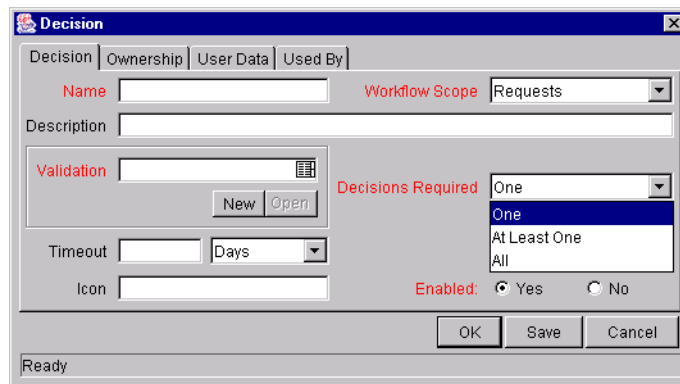 Decision
Decision Ownership User Data Used By
Name Workflow Scope Requests
Description
Validation
New Open
Decisions Required One
One
At Least One
All
Timeout Days
Icon Enabled: Yes No
OK Save Cancel
Ready